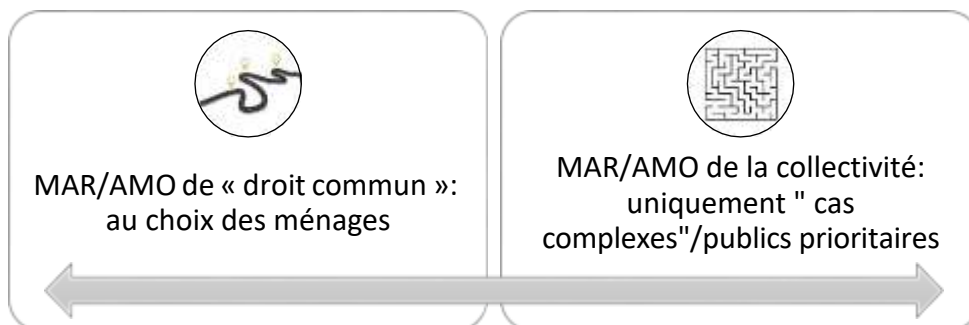 MAR/AMO de « droit commun »:
au choix des ménages
MAR/AMO de la collectivité:
uniquement " cas
complexes"/publics prioritaires